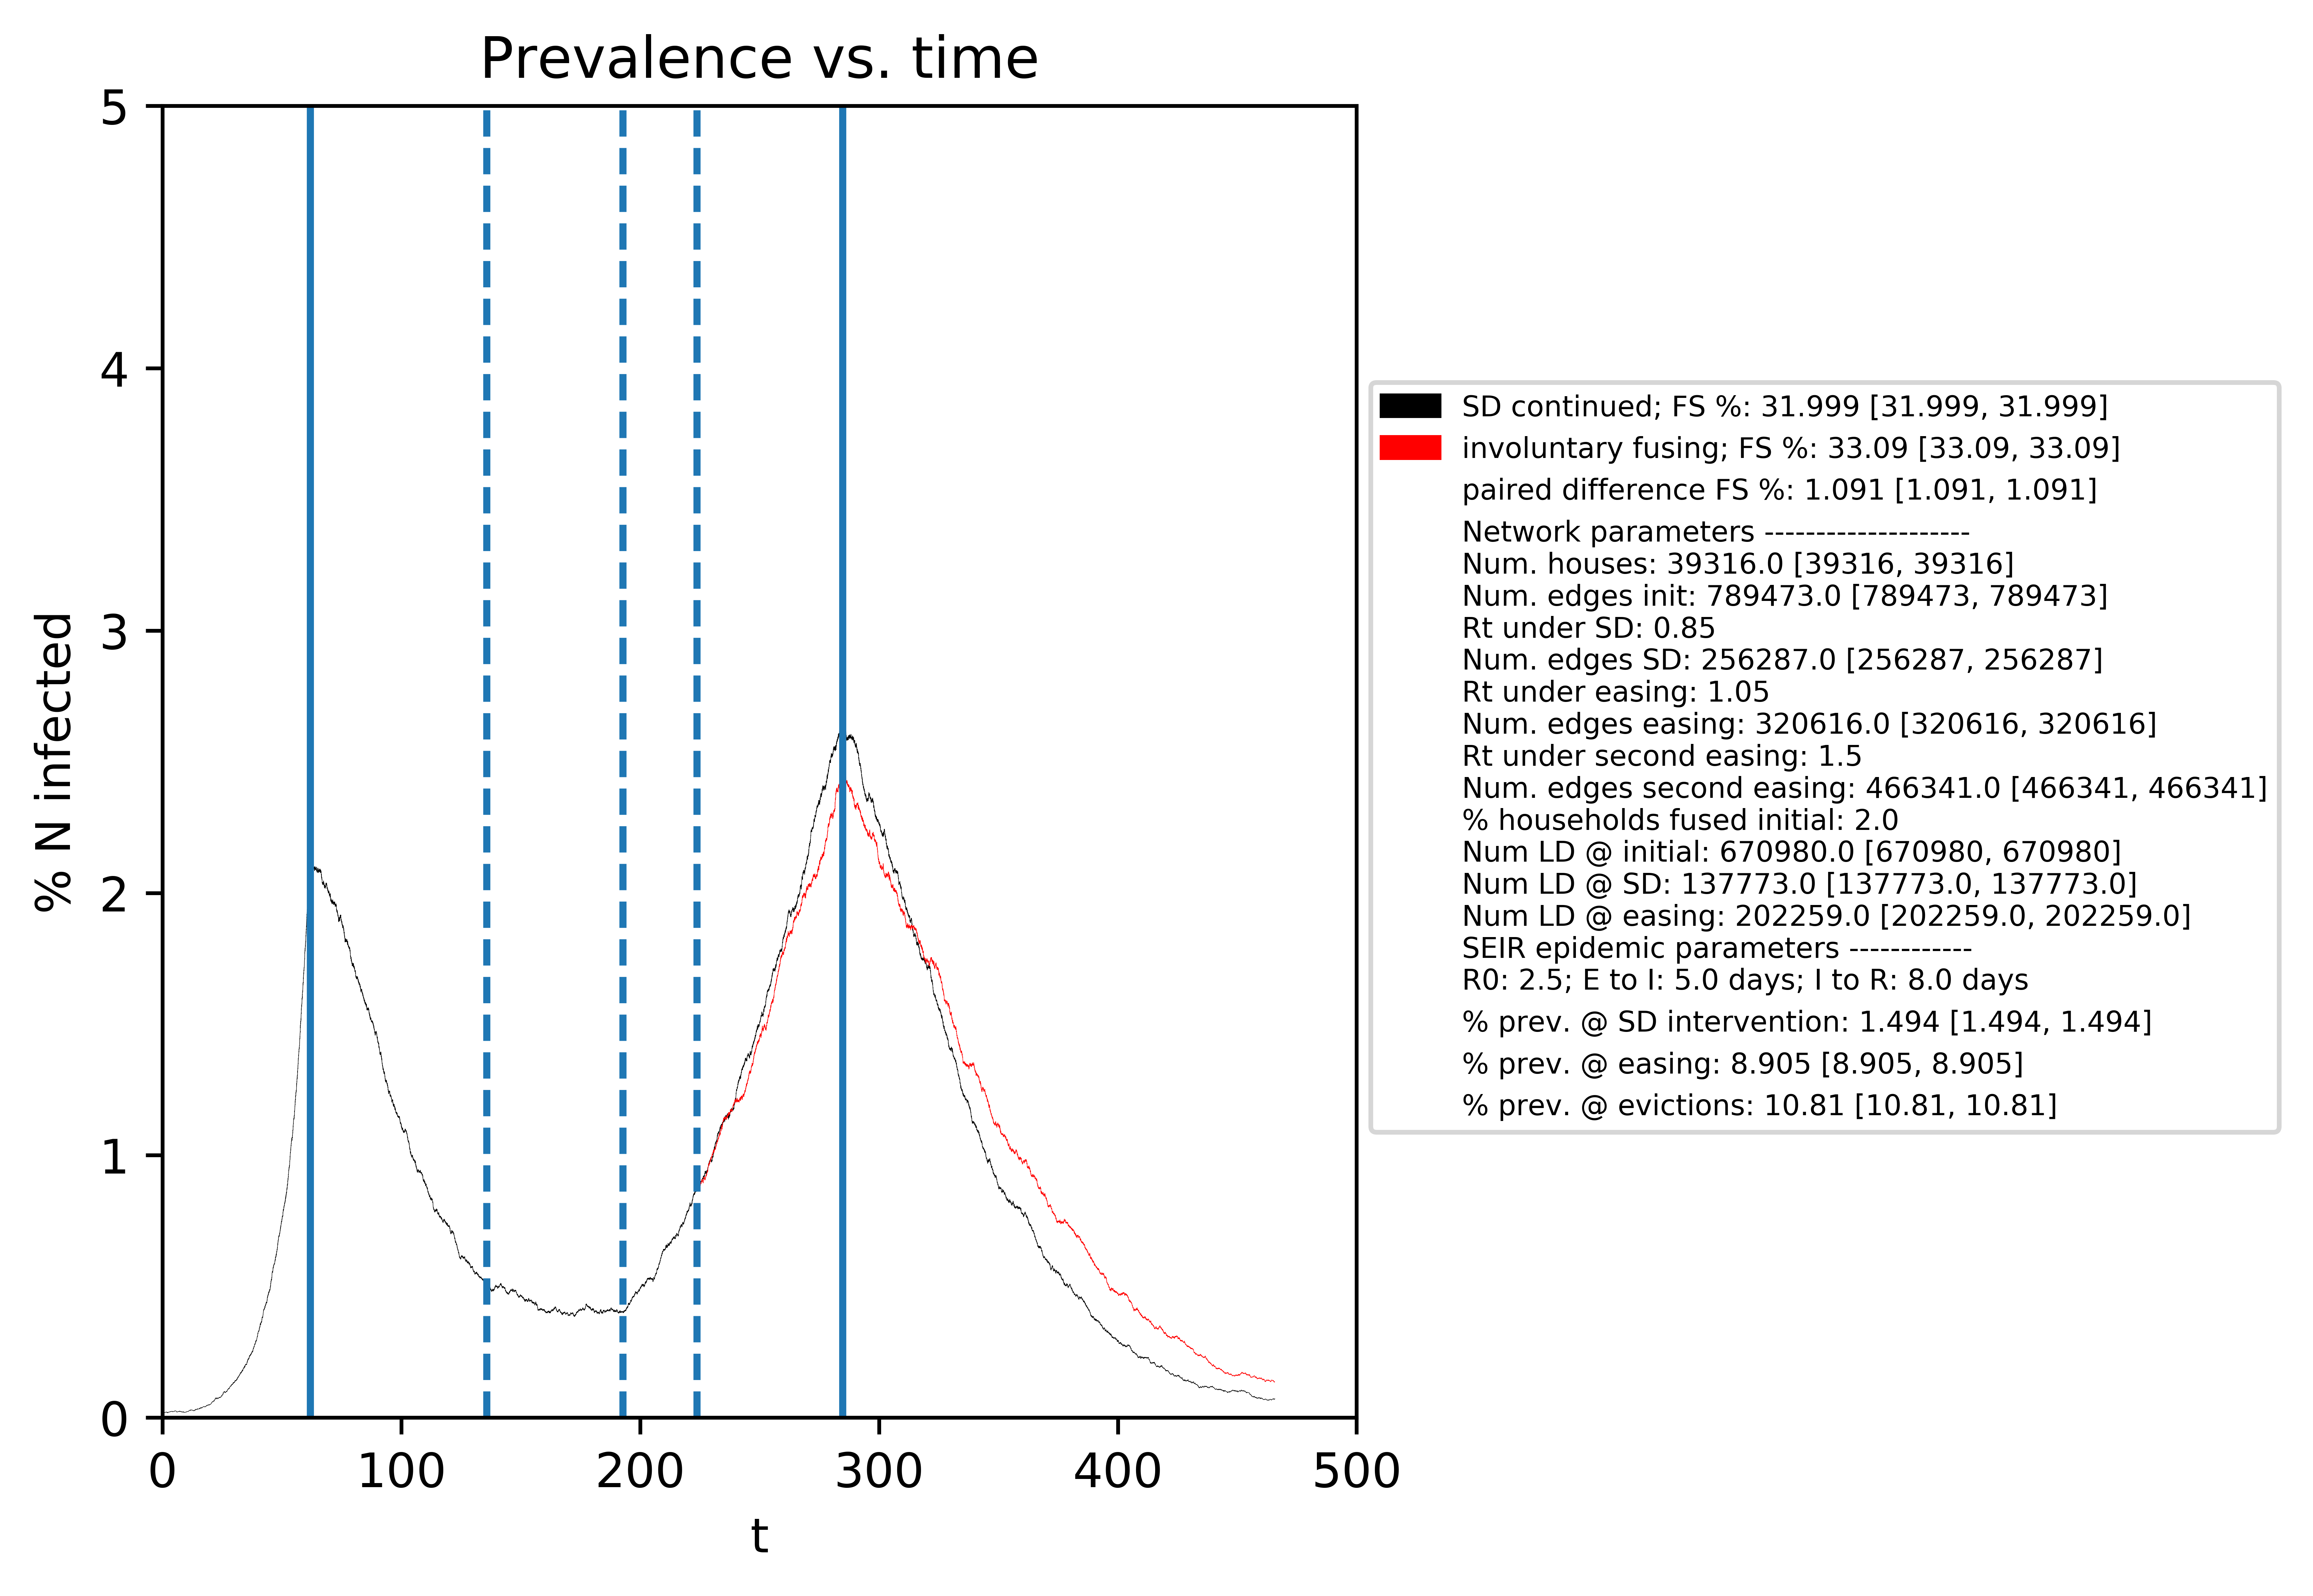 Prevalence vs. time
5
4
3
2
1
0
% N infected
0 100 200 300 400 500
t
SD continued; FS %: 31.999 [31.999, 31.999]
involuntary fusing; FS %: 33.09 [33.09, 33.09]
paired difference FS %: 1.091 [1.091, 1.091]
Network parameters --------------------
Num. houses: 39316.0 [39316, 39316]
Num. edges init: 789473.0 [789473, 789473]
Rt under SD: 0.85
Num. edges SD: 256287.0 [256287, 256287]
Rt under easing: 1.05
Num. edges easing: 320616.0 [320616, 320616]
Rt under second easing: 1.5
Num. edges second easing: 466341.0 [466341, 466341]
% households fused initial: 2.0
Num LD @ initial: 670980.0 [670980, 670980]
Num LD @ SD: 137773.0 [137773.0, 137773.0]
Num LD @ easing: 202259.0 [202259.0, 202259.0]
SEIR epidemic parameters ------------
R0: 2.5; E to I: 5.0 days; I to R: 8.0 days
% prev. @ SD intervention: 1.494 [1.494, 1.494]
% prev. @ easing: 8.905 [8.905, 8.905]
% prev. @ evictions: 10.81 [10.81, 10.81]